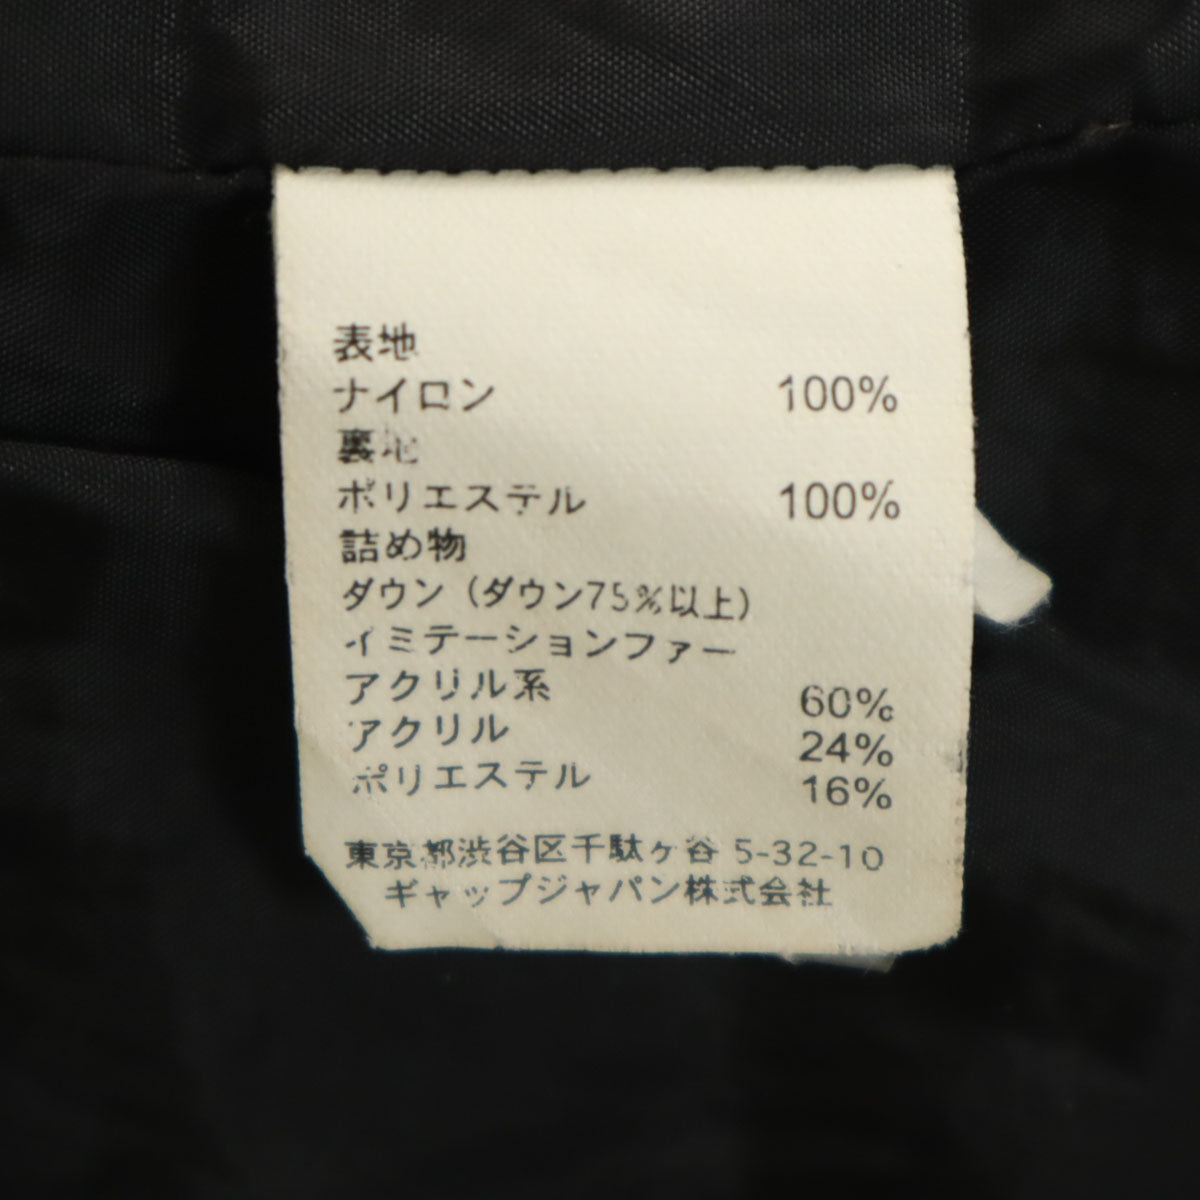 表地
ナイロン 100%
裏地
ポリエステル 100%
詰め物
ダウン（ダウン75%以上）
イミテーションファー
アクリル系 60%
アクリル 24%
ポリエステル 16%
東京都渋谷区千駄ヶ谷 5-32-10
ギャップジャパン株式会社